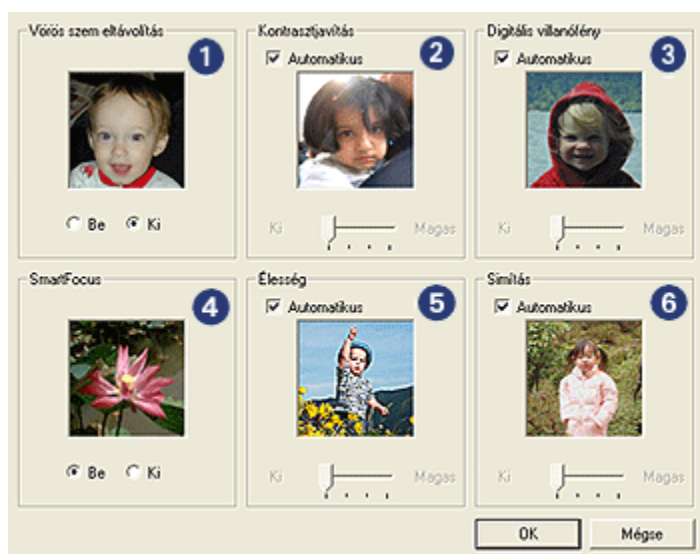 Vörös szem eltávolítás
1
Be Ki
Kontrasztjavítás
2
Automatikus
Ki Magas
Digitális villanólény
3
Automatikus
Ki Magas
SmartFocus
4
Be Ki
Élesség
5
Automatikus
Ki Magas
Simítás
6
Automatikus
Ki Magas
OK Mégse